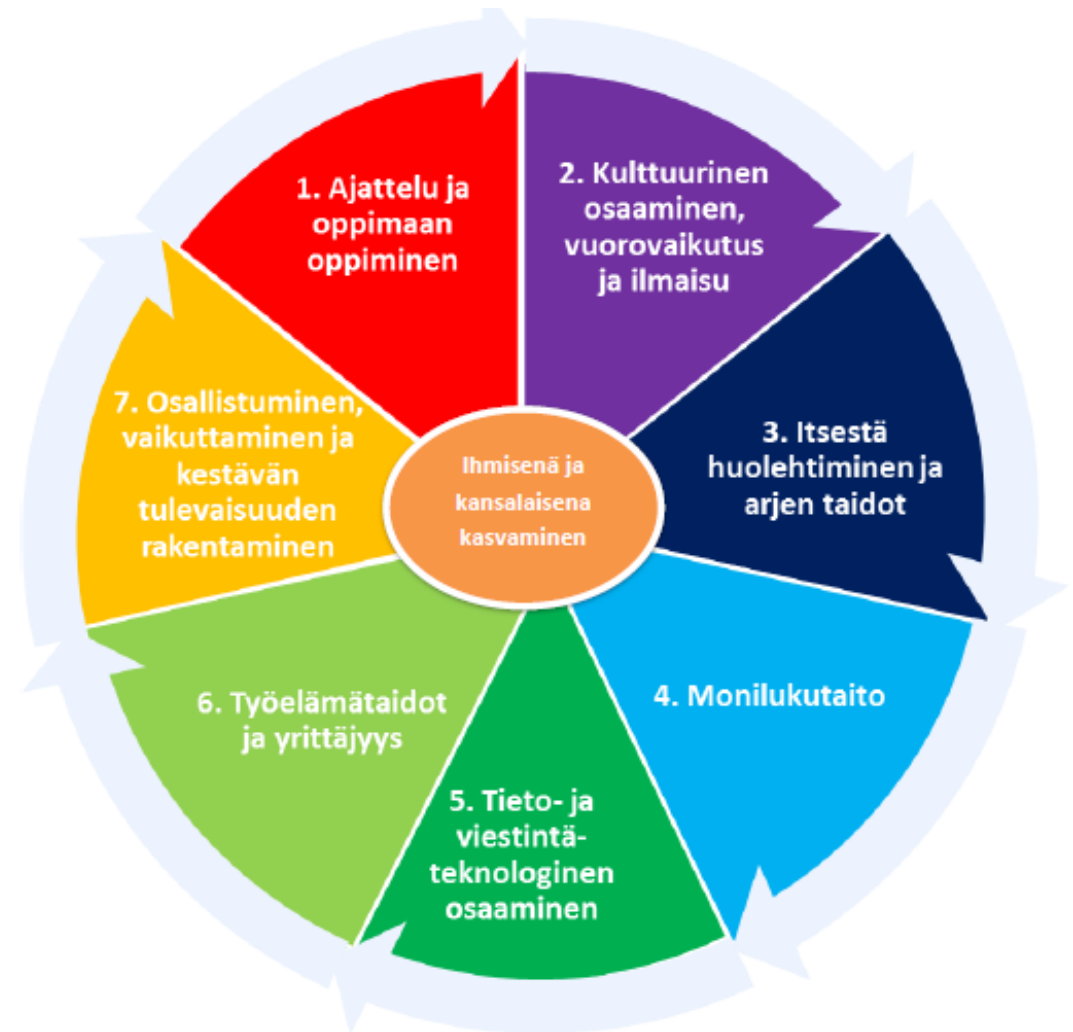 1. Ajattelu ja
oppimaan
oppiminen
2. Kulttuurinen
osaaminen,
vuorovaikutus
ja ilmaisu
3. Itsestä
huolehtiminen ja
arjen taidot
4. Monilukutaito
5. Tieto- ja
viestintä-
teknologinen
osaaminen
6. Työelämätaidot
ja yrittäjyys
7. Osallistuminen,
vaikuttaminen ja
kestävän
tulevaisuuden
rakentaminen
Ihmisenä ja
kansalaisena
kasvaminen